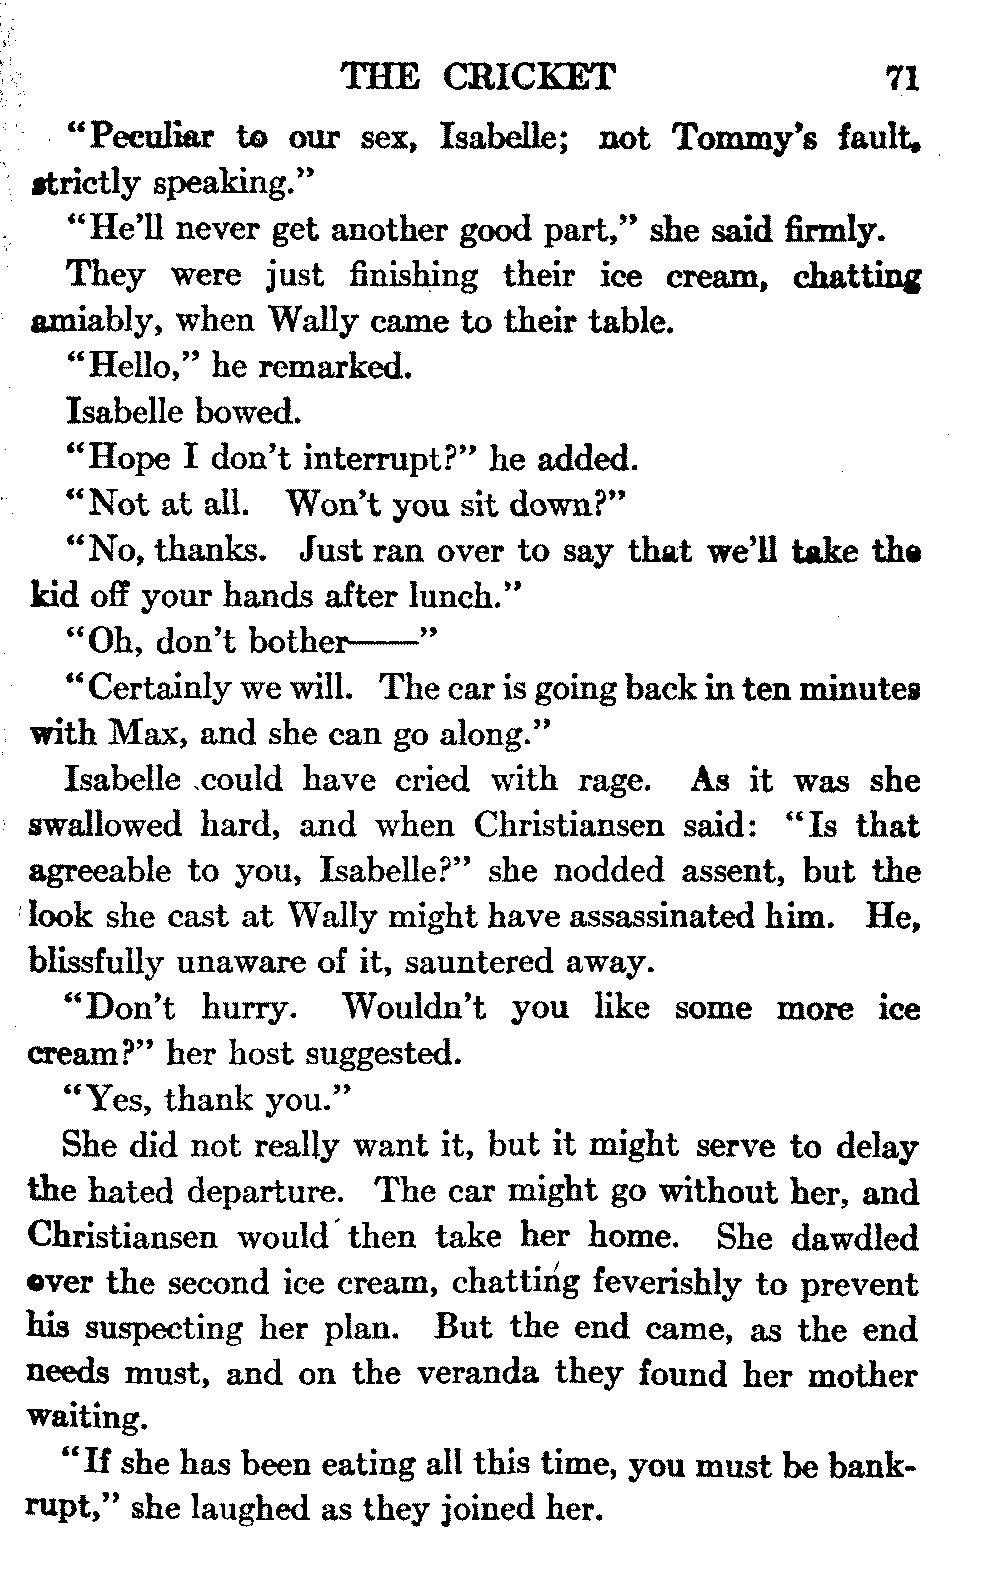 THE CRICKET 71
"Peculiar to our sex, Isabelle; not Tommy's fault,
strictly speaking."
"He'll never get another good part," she said firmly.
They were just finishing their ice cream, chatting
amiably, when Wally came to their table.
"Hello," he remarked.
Isabelle bowed.
"Hope I don't interrupt?" he added.
"Not at all. Won't you sit down?"
"No, thanks. Just ran over to say that we'll take the
kid off your hands after lunch."
"Oh, don't bother——"
"Certainly we will. The car is going back in ten minutes
with Max, and she can go along."
Isabelle could have cried with rage. As it was she
swallowed hard, and when Christiansen said: "Is that
agreeable to you, Isabelle?" she nodded assent, but the
look she cast at Wally might have assassinated him. He,
blissfully unaware of it, sauntered away.
"Don't hurry. Wouldn't you like some more ice
cream?" her host suggested.
"Yes, thank you."
She did not really want it, but it might serve to delay
the hated departure. The car might go without her, and
Christiansen would then take her home. She dawdled
over the second ice cream, chatting feverishly to prevent
his suspecting her plan. But the end came, as the end
needs must, and on the veranda they found her mother
waiting.
"If she has been eating all this time, you must be bank-
rupt," she laughed as they joined her.